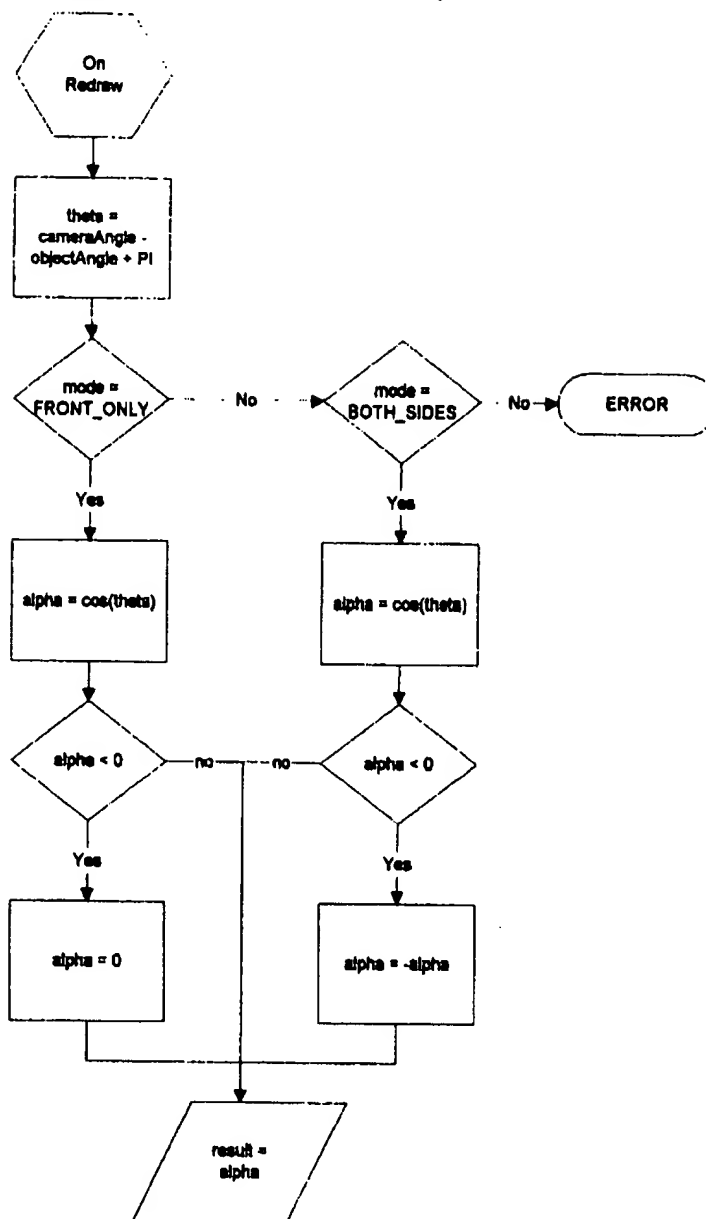 On
Redraw
theta =
cameraAngle -
objectAngle + PI
mode =
FRONT_ONLY
No
mode =
BOTH_SIDES
No
ERROR
Yes
Yes
alpha = cos(theta)
alpha = cos(theta)
alpha < 0
no
no
alpha < 0
Yes
Yes
alpha = 0
alpha = -alpha
result =
alpha